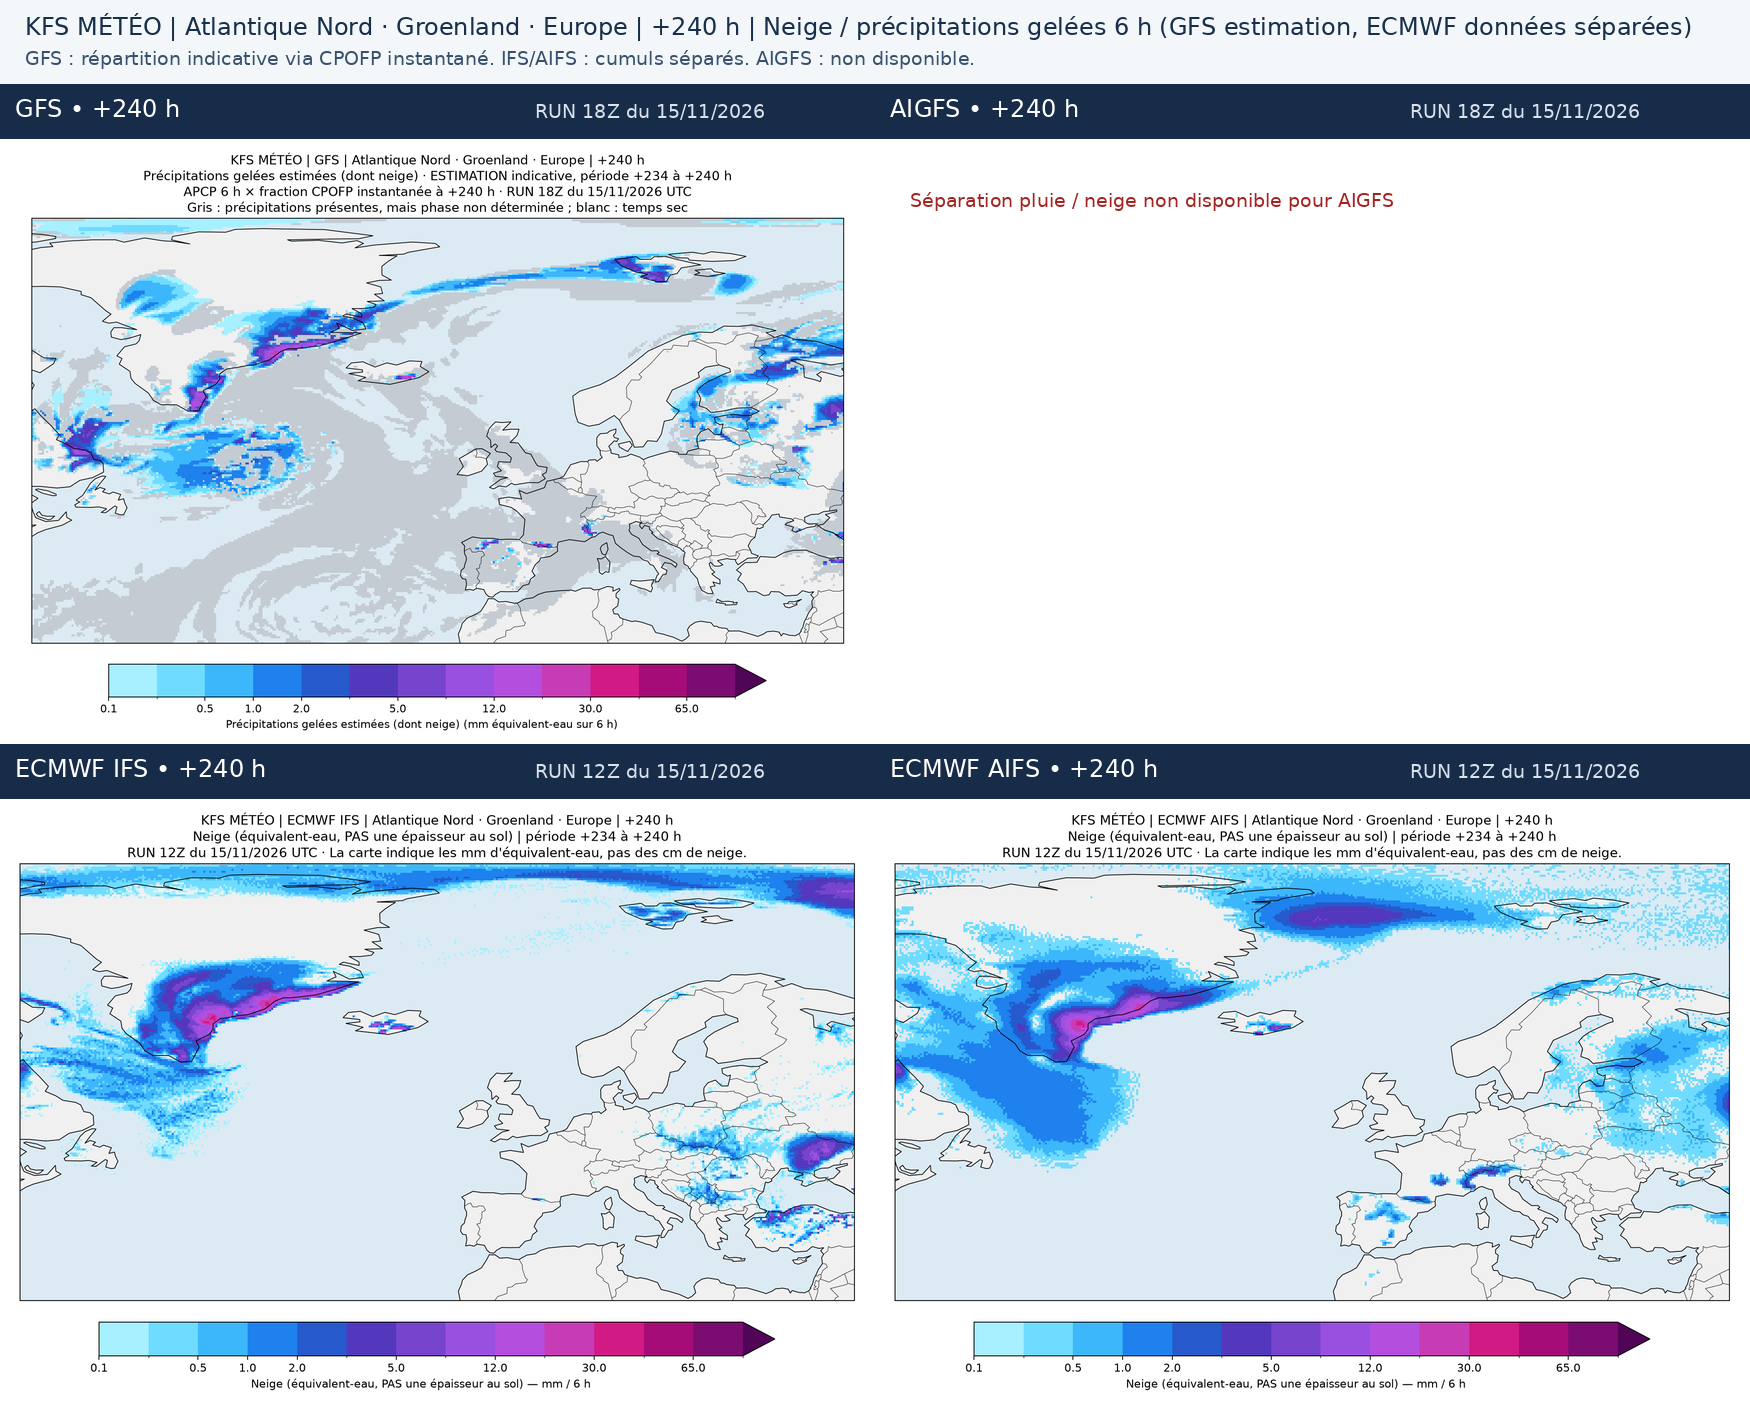 KFS MÉTÉO | Atlantique Nord · Groenland · Europe | +240 h | Neige / précipitations gelées 6 h (GFS estimation, ECMWF données séparées)
GFS : répartition indicative via CPOFP instantané. IFS/AIFS : cumuls séparés. AIGFS : non disponible.
GFS • +240 h
RUN 18Z du 15/11/2026
AIGFS • +240 h
RUN 18Z du 15/11/2026
KFS MÉTÉO | GFS | Atlantique Nord · Groenland · Europe | +240 h
Précipitations gelées estimées (dont neige) · ESTIMATION indicative, période +234 à +240 h
APCP 6 h × fraction CPOFP instantanée à +240 h · RUN 18Z du 15/11/2026 UTC
Gris : précipitations présentes, mais phase non déterminée ; blanc : temps sec
Séparation pluie / neige non disponible pour AIGFS
0.1 0.5 1.0 2.0 5.0 12.0 30.0 65.0
Précipitations gelées estimées (dont neige) (mm équivalent-eau sur 6 h)
ECMWF IFS • +240 h
RUN 12Z du 15/11/2026
ECMWF AIFS • +240 h
RUN 12Z du 15/11/2026
KFS MÉTÉO | ECMWF IFS | Atlantique Nord · Groenland · Europe | +240 h
Neige (équivalent-eau, PAS une épaisseur au sol) | période +234 à +240 h
RUN 12Z du 15/11/2026 UTC · La carte indique les mm d'équivalent-eau, pas des cm de neige.
0.1 0.5 1.0 2.0 5.0 12.0 30.0 65.0
Neige (équivalent-eau, PAS une épaisseur au sol) — mm / 6 h
KFS MÉTÉO | ECMWF AIFS | Atlantique Nord · Groenland · Europe | +240 h
Neige (équivalent-eau, PAS une épaisseur au sol) | période +234 à +240 h
RUN 12Z du 15/11/2026 UTC · La carte indique les mm d'équivalent-eau, pas des cm de neige.
0.1 0.5 1.0 2.0 5.0 12.0 30.0 65.0
Neige (équivalent-eau, PAS une épaisseur au sol) — mm / 6 h